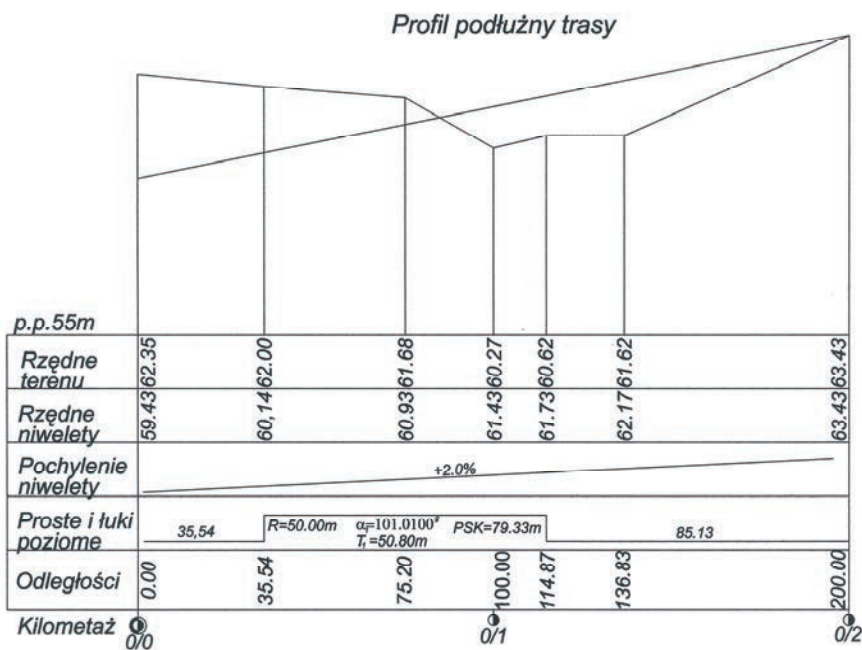 Profil podłużny trasy
p.p.55m
Rzędne terenu
59.43 62.35 60,14 62.00 60.93 61.68 61.43 60.27 61.73 60.62 62.17 61.62 63.43 63.43
Rzędne niwelety
Pochylenie niwelety
+2.0%
Proste i łuki poziome
35,54
R=50.00m α₁=101.0100ᵍ PSK=79.33m
T₁=50.80m
85.13
Odległości
0.00 35.54 75.20 100.00 114.87 136.83 200.00
Kilometaż
0/0 0/1 0/2